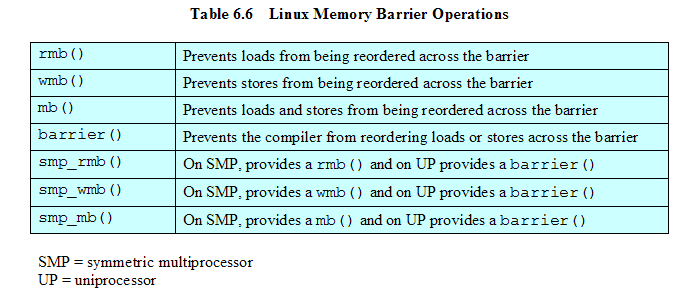 Table 6.6 Linux Memory Barrier Operations
rmb() Prevents loads from being reordered across the barrier
wmb() Prevents stores from being reordered across the barrier
mb() Prevents loads and stores from being reordered across the barrier
barrier() Prevents the compiler from reordering loads or stores across the barrier
smp_rmb() On SMP, provides a rmb() and on UP provides a barrier()
smp_wmb() On SMP, provides a wmb() and on UP provides a barrier()
smp_mb() On SMP, provides a mb() and on UP provides a barrier()
SMP = symmetric multiprocessor
UP = uniprocessor